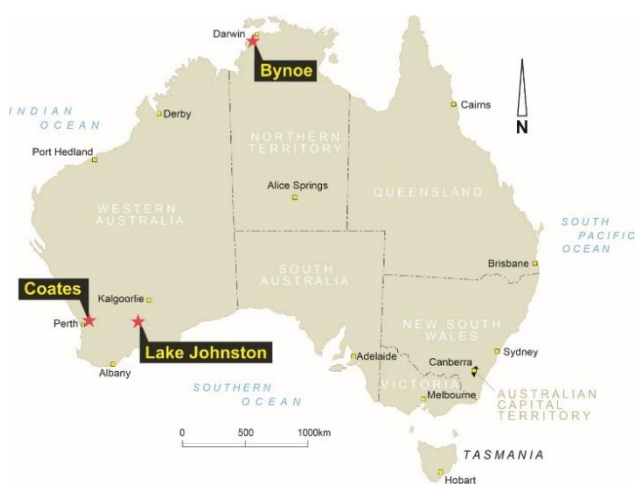 Darwin
Bynoe
INDIAN
OCEAN
Derby
Cairns
N
Port Hedland
NORTHERN
TERRITORY
Alice Springs
QUEENSLAND
WESTERN
AUSTRALIA
SOUTH
PACIFIC
OCEAN
Brisbane
SOUTH
AUSTRALIA
Coates
Kalgoorlie
Perth
NEW SOUTH
WALES
Lake Johnston
Adelaide
Sydney
Canberra
Albany
SOUTHERN
OCEAN
VICTORIA
AUSTRALIAN
CAPITAL
TERRITORY
Melbourne
0 500 1000km
TASMANIA
Hobart